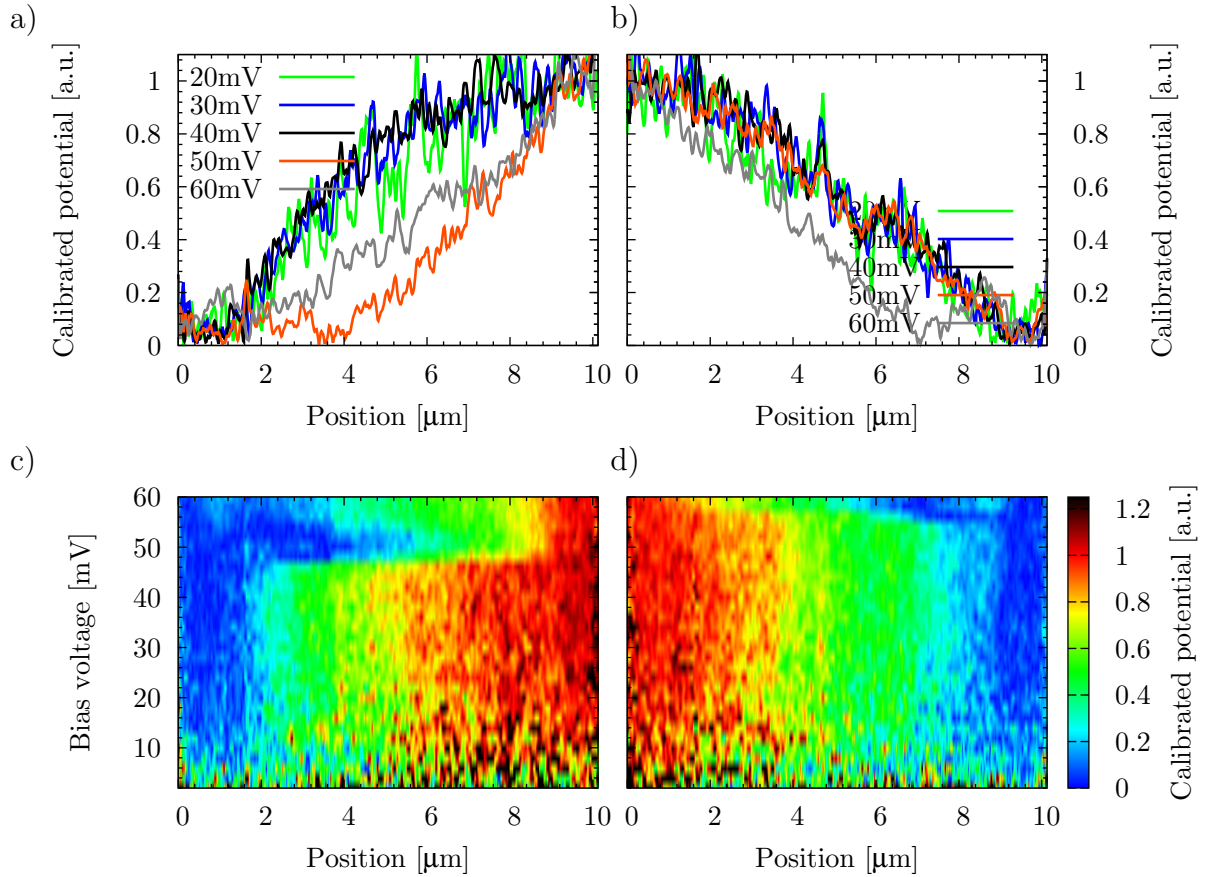 a)
Calibrated potential [a.u.]
1
0.8
0.6
0.4
0.2
0
20mV
30mV
40mV
50mV
60mV
0 2 4 6 8 10
Position [μm]
b)
20mV
30mV
40mV
50mV
60mV
1
0.8
0.6
0.4
0.2
0
Calibrated potential [a.u.]
0 2 4 6 8 10
Position [μm]
c)
Bias voltage [mV]
60
50
40
30
20
10
0 2 4 6 8 10
Position [μm]
d)
0 2 4 6 8 10
Position [μm]
1.2
1
0.8
0.6
0.4
0.2
0
Calibrated potential [a.u.]